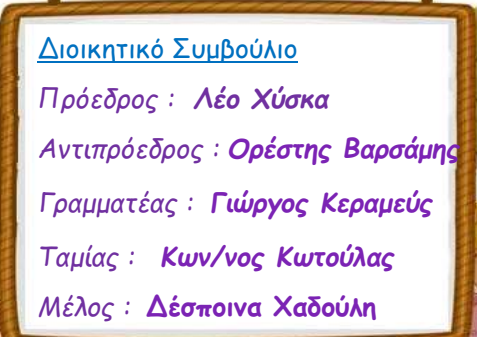 Διοικητικό Συμβούλιο
Πρόεδρος : Λέο Χύσκα
Αντιπρόεδρος : Ορέστης Βαρσάμης
Γραμματέας : Γιώργος Κεραμεύς
Ταμίας : Κων/νος Κωτούλας
Μέλος : Δέσποινα Χαδούλη